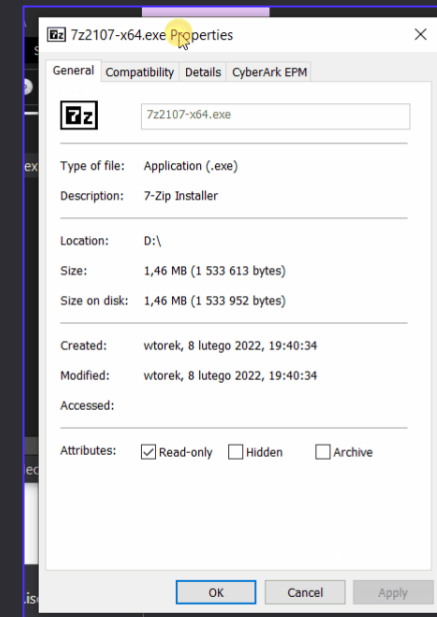 7z 7z2107-x64.exe Properties
General Compatibility Details CyberArk EPM
7z 7z2107-x64.exe
Type of file: Application (.exe)
Description: 7-Zip Installer
Location: D:\
Size: 1,46 MB (1 533 613 bytes)
Size on disk: 1,46 MB (1 533 952 bytes)
Created: wtorek, 8 lutego 2022, 19:40:34
Modified: wtorek, 8 lutego 2022, 19:40:34
Accessed:
Attributes: Read-only Hidden Archive
OK Cancel Apply